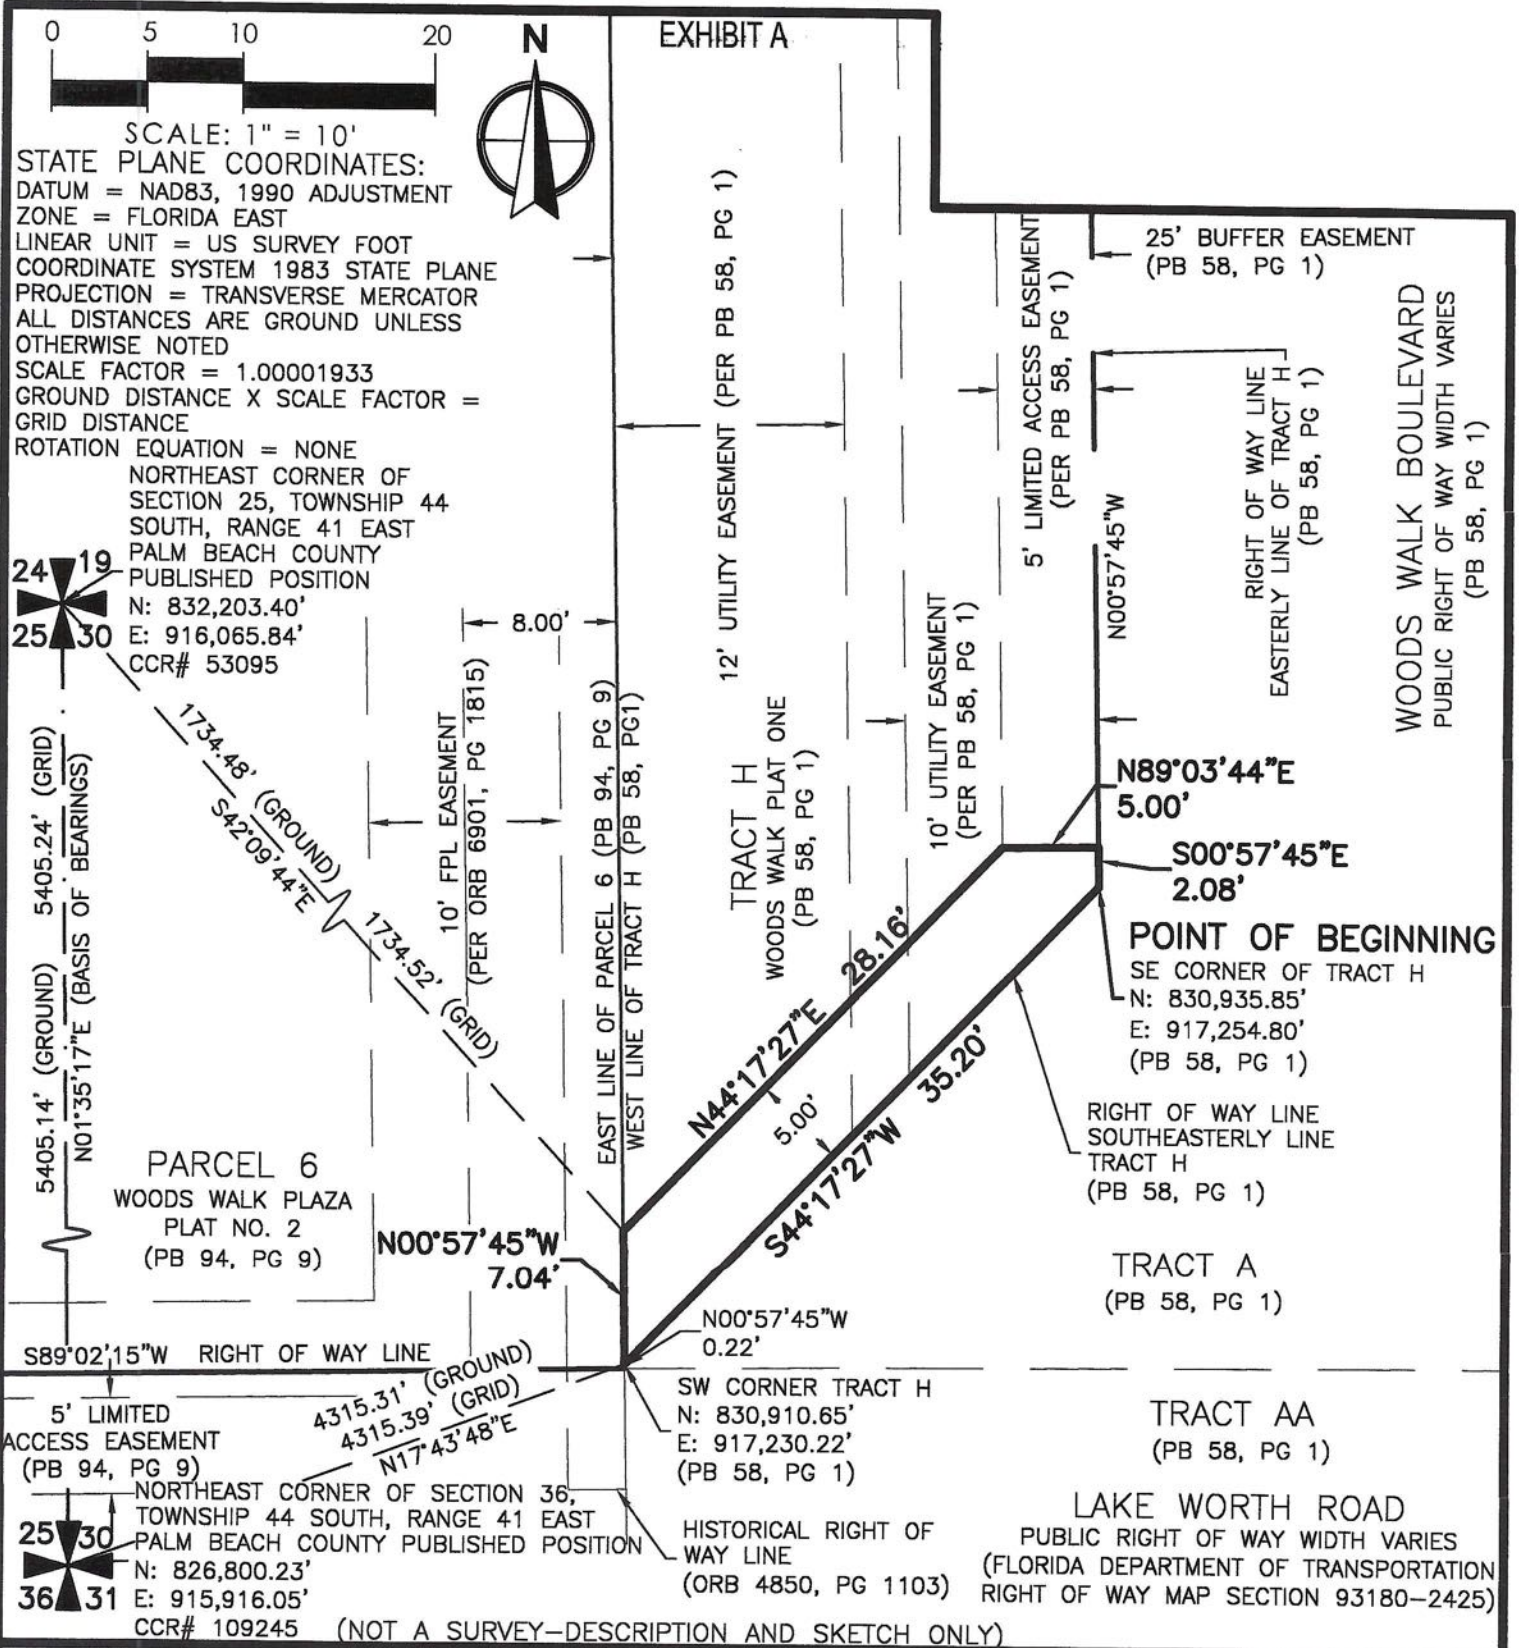 EXHIBIT A
0 5 10 20
N
SCALE: 1" = 10'
STATE PLANE COORDINATES:
DATUM = NAD83, 1990 ADJUSTMENT
ZONE = FLORIDA EAST
LINEAR UNIT = US SURVEY FOOT
COORDINATE SYSTEM 1983 STATE PLANE
PROJECTION = TRANSVERSE MERCATOR
ALL DISTANCES ARE GROUND UNLESS
OTHERWISE NOTED
SCALE FACTOR = 1.00001933
GROUND DISTANCE X SCALE FACTOR =
GRID DISTANCE
ROTATION EQUATION = NONE
NORTHEAST CORNER OF
SECTION 25, TOWNSHIP 44
SOUTH, RANGE 41 EAST
PALM BEACH COUNTY
PUBLISHED POSITION
N: 832,203.40'
E: 916,065.84'
CCR# 53095
24 19
25 30
8.00'
12' UTILITY EASEMENT (PER PB 58, PG 1)
5' LIMITED ACCESS EASEMENT
(PER PB 58, PG 1)
25' BUFFER EASEMENT
(PB 58, PG 1)
RIGHT OF WAY LINE
EASTERLY LINE OF TRACT H
(PB 58, PG 1)
WOODS WALK BOULEVARD
PUBLIC RIGHT OF WAY WIDTH VARIES
(PB 58, PG 1)
N00°57'45"W
10' UTILITY EASEMENT
(PER PB 58, PG 1)
TRACT H
WOODS WALK PLAT ONE
(PB 58, PG 1)
EAST LINE OF PARCEL 6 (PB 94, PG 9)
WEST LINE OF TRACT H (PB 58, PG1)
10' FPL EASEMENT
(PER ORB 6901, PG 1815)
1734.48' (GROUND)
S42°09'44"E
1734.52' (GRID)
5405.14' (GROUND) 5405.24' (GRID)
N01°35'17"E (BASIS OF BEARINGS)
N89°03'44"E
5.00'
S00°57'45"E
2.08'
POINT OF BEGINNING
SE CORNER OF TRACT H
N: 830,935.85'
E: 917,254.80'
(PB 58, PG 1)
N44°17'27"E 28.16'
5.00'
S44°17'27"W 35.20'
RIGHT OF WAY LINE
SOUTHEASTERLY LINE
TRACT H
(PB 58, PG 1)
PARCEL 6
WOODS WALK PLAZA
PLAT NO. 2
(PB 94, PG 9)
N00°57'45"W
7.04'
TRACT A
(PB 58, PG 1)
N00°57'45"W
0.22'
S89°02'15"W RIGHT OF WAY LINE
4315.31' (GROUND)
4315.39' (GRID)
N17°43'48"E
SW CORNER TRACT H
N: 830,910.65'
E: 917,230.22'
(PB 58, PG 1)
5' LIMITED
ACCESS EASEMENT
(PB 94, PG 9)
TRACT AA
(PB 58, PG 1)
NORTHEAST CORNER OF SECTION 36,
TOWNSHIP 44 SOUTH, RANGE 41 EAST
PALM BEACH COUNTY PUBLISHED POSITION
N: 826,800.23'
E: 915,916.05'
CCR# 109245
25 30
36 31
HISTORICAL RIGHT OF
WAY LINE
(ORB 4850, PG 1103)
LAKE WORTH ROAD
PUBLIC RIGHT OF WAY WIDTH VARIES
(FLORIDA DEPARTMENT OF TRANSPORTATION
RIGHT OF WAY MAP SECTION 93180-2425)
(NOT A SURVEY-DESCRIPTION AND SKETCH ONLY)